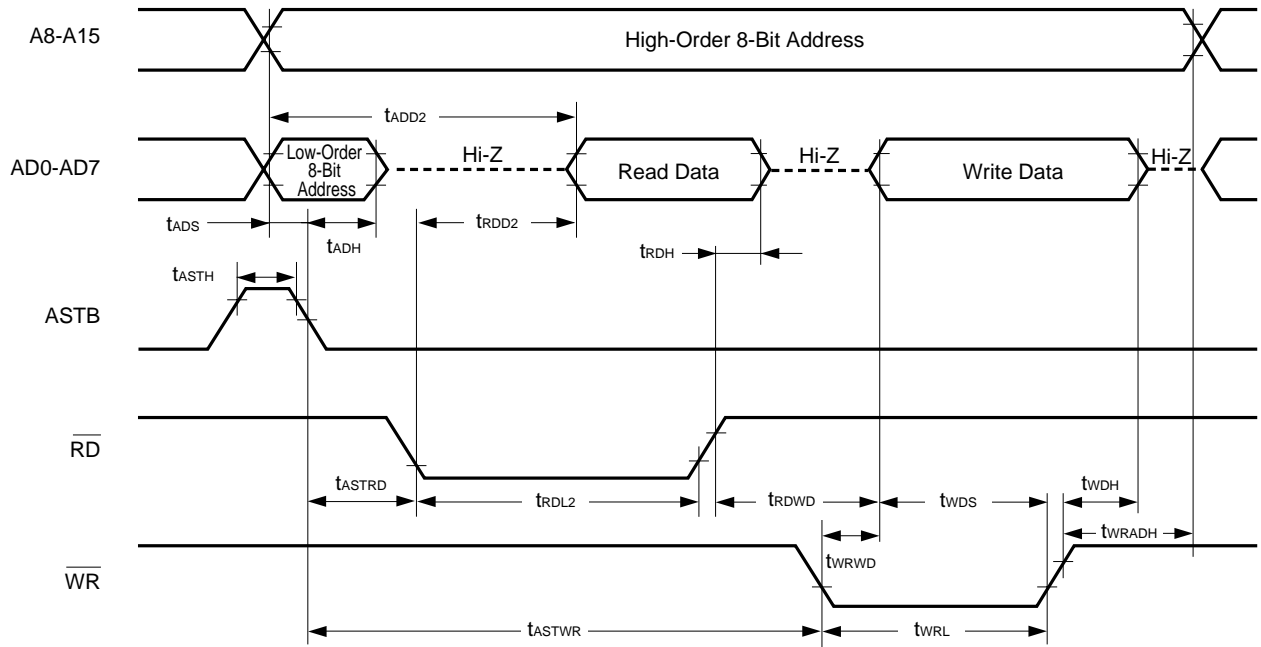 A8-A15
High-Order 8-Bit Address
tADD2
AD0-AD7
Low-Order
8-Bit
Address
Hi-Z
Read Data
Hi-Z
Write Data
Hi-Z
tADS
tADH
tRDD2
tRDH
tASTH
ASTB
RD
tASTRD
tRDL2
tRDWD
tWDS
tWDH
tWRADH
tWRWD
WR
tASTWR
tWRL